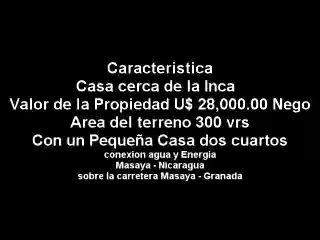 Caracteristica
Casa cerca de la Inca
Valor de la Propiedad U$ 28,000.00 Nego
Area del terreno 300 vrs
Con un Pequeña Casa dos cuartos
conexion agua y Energia
Masaya - Nicaragua
sobre la carretera Masaya - Granada